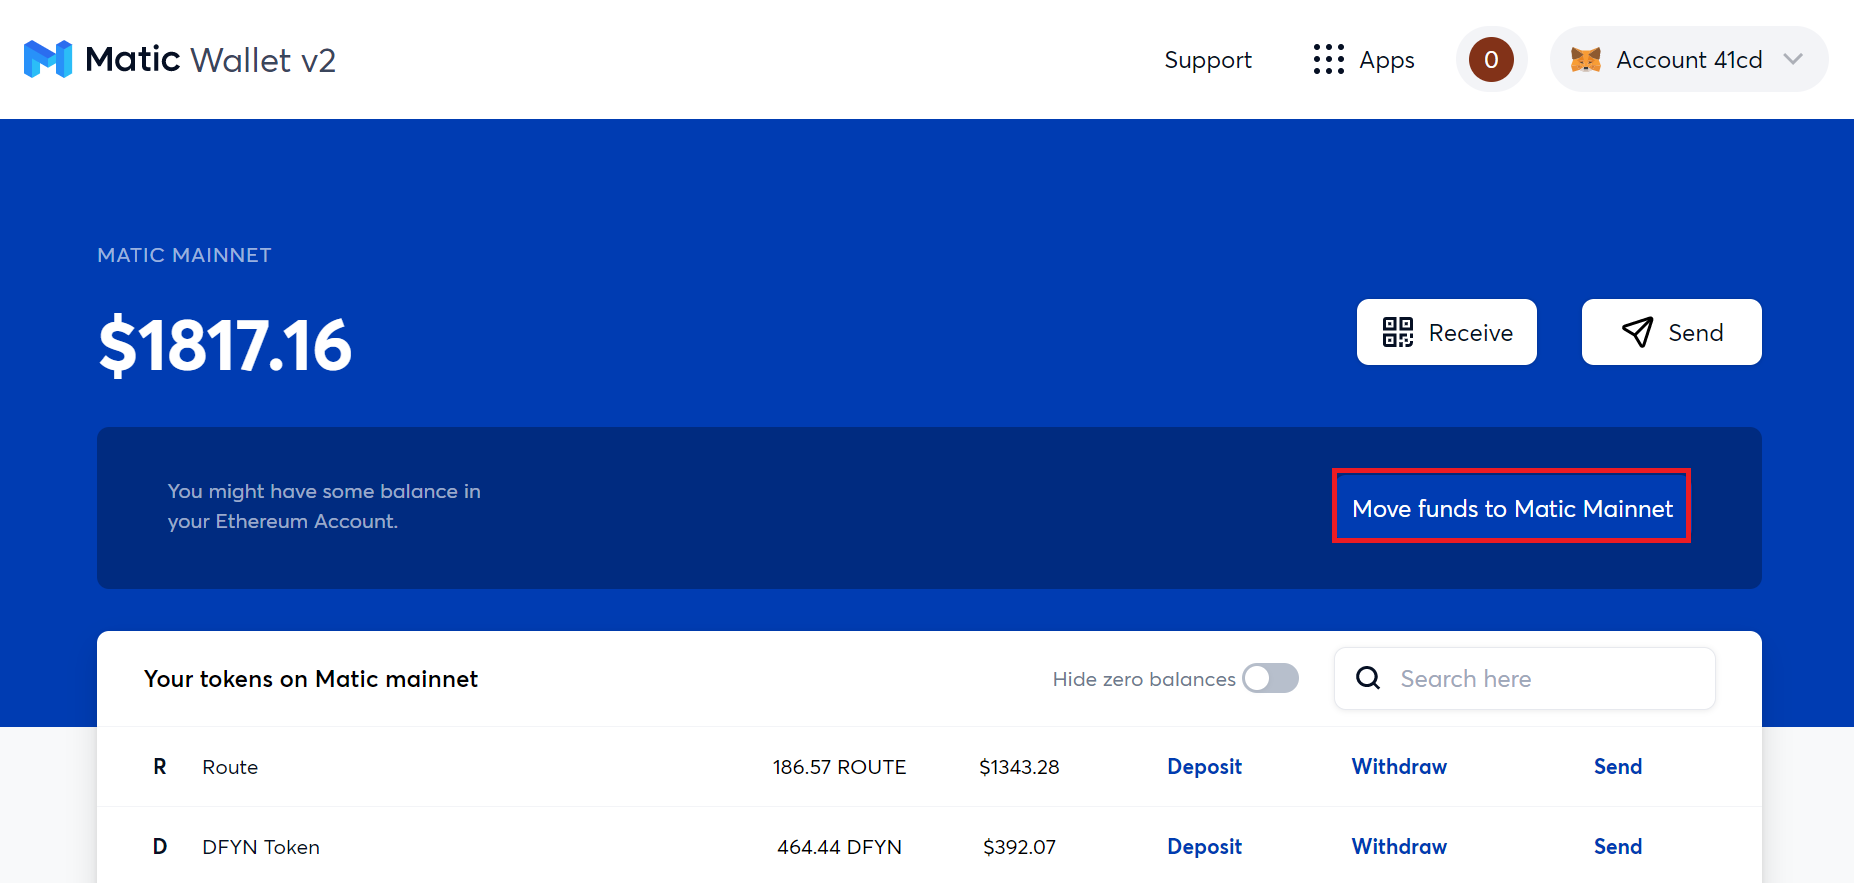 Matic Wallet v2
Support
Apps
0
Account 41cd
MATIC MAINNET
$1817.16
Receive
Send
You might have some balance in
your Ethereum Account.
Move funds to Matic Mainnet
Your tokens on Matic mainnet
Hide zero balances
Search here
R Route 186.57 ROUTE $1343.28 Deposit Withdraw Send
D DFYN Token 464.44 DFYN $392.07 Deposit Withdraw Send